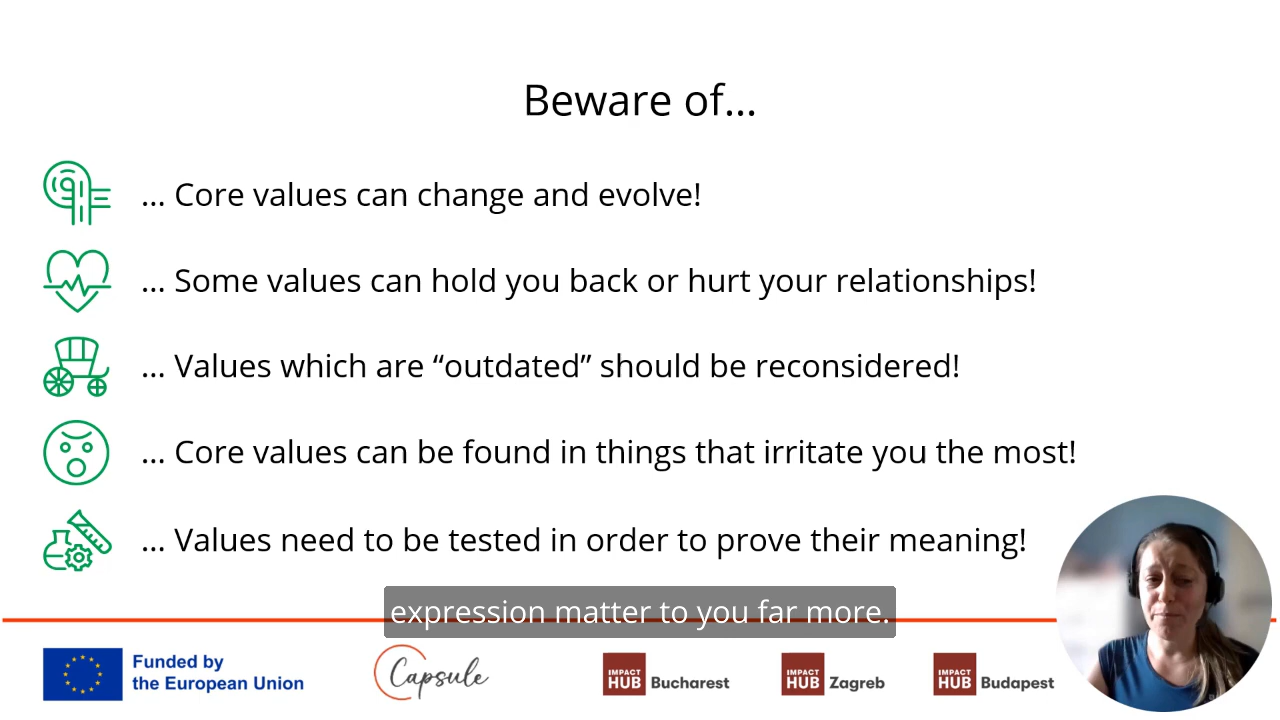 Beware of...
... Core values can change and evolve!
... Some values can hold you back or hurt your relationships!
... Values which are “outdated” should be reconsidered!
... Core values can be found in things that irritate you the most!
... Values need to be tested in order to prove their meaning!
expression matter to you far more.
Funded by
the European Union
Capsule
IMPACT
HUB Bucharest
IMPACT
HUB Zagreb
IMPACT
HUB Budapest